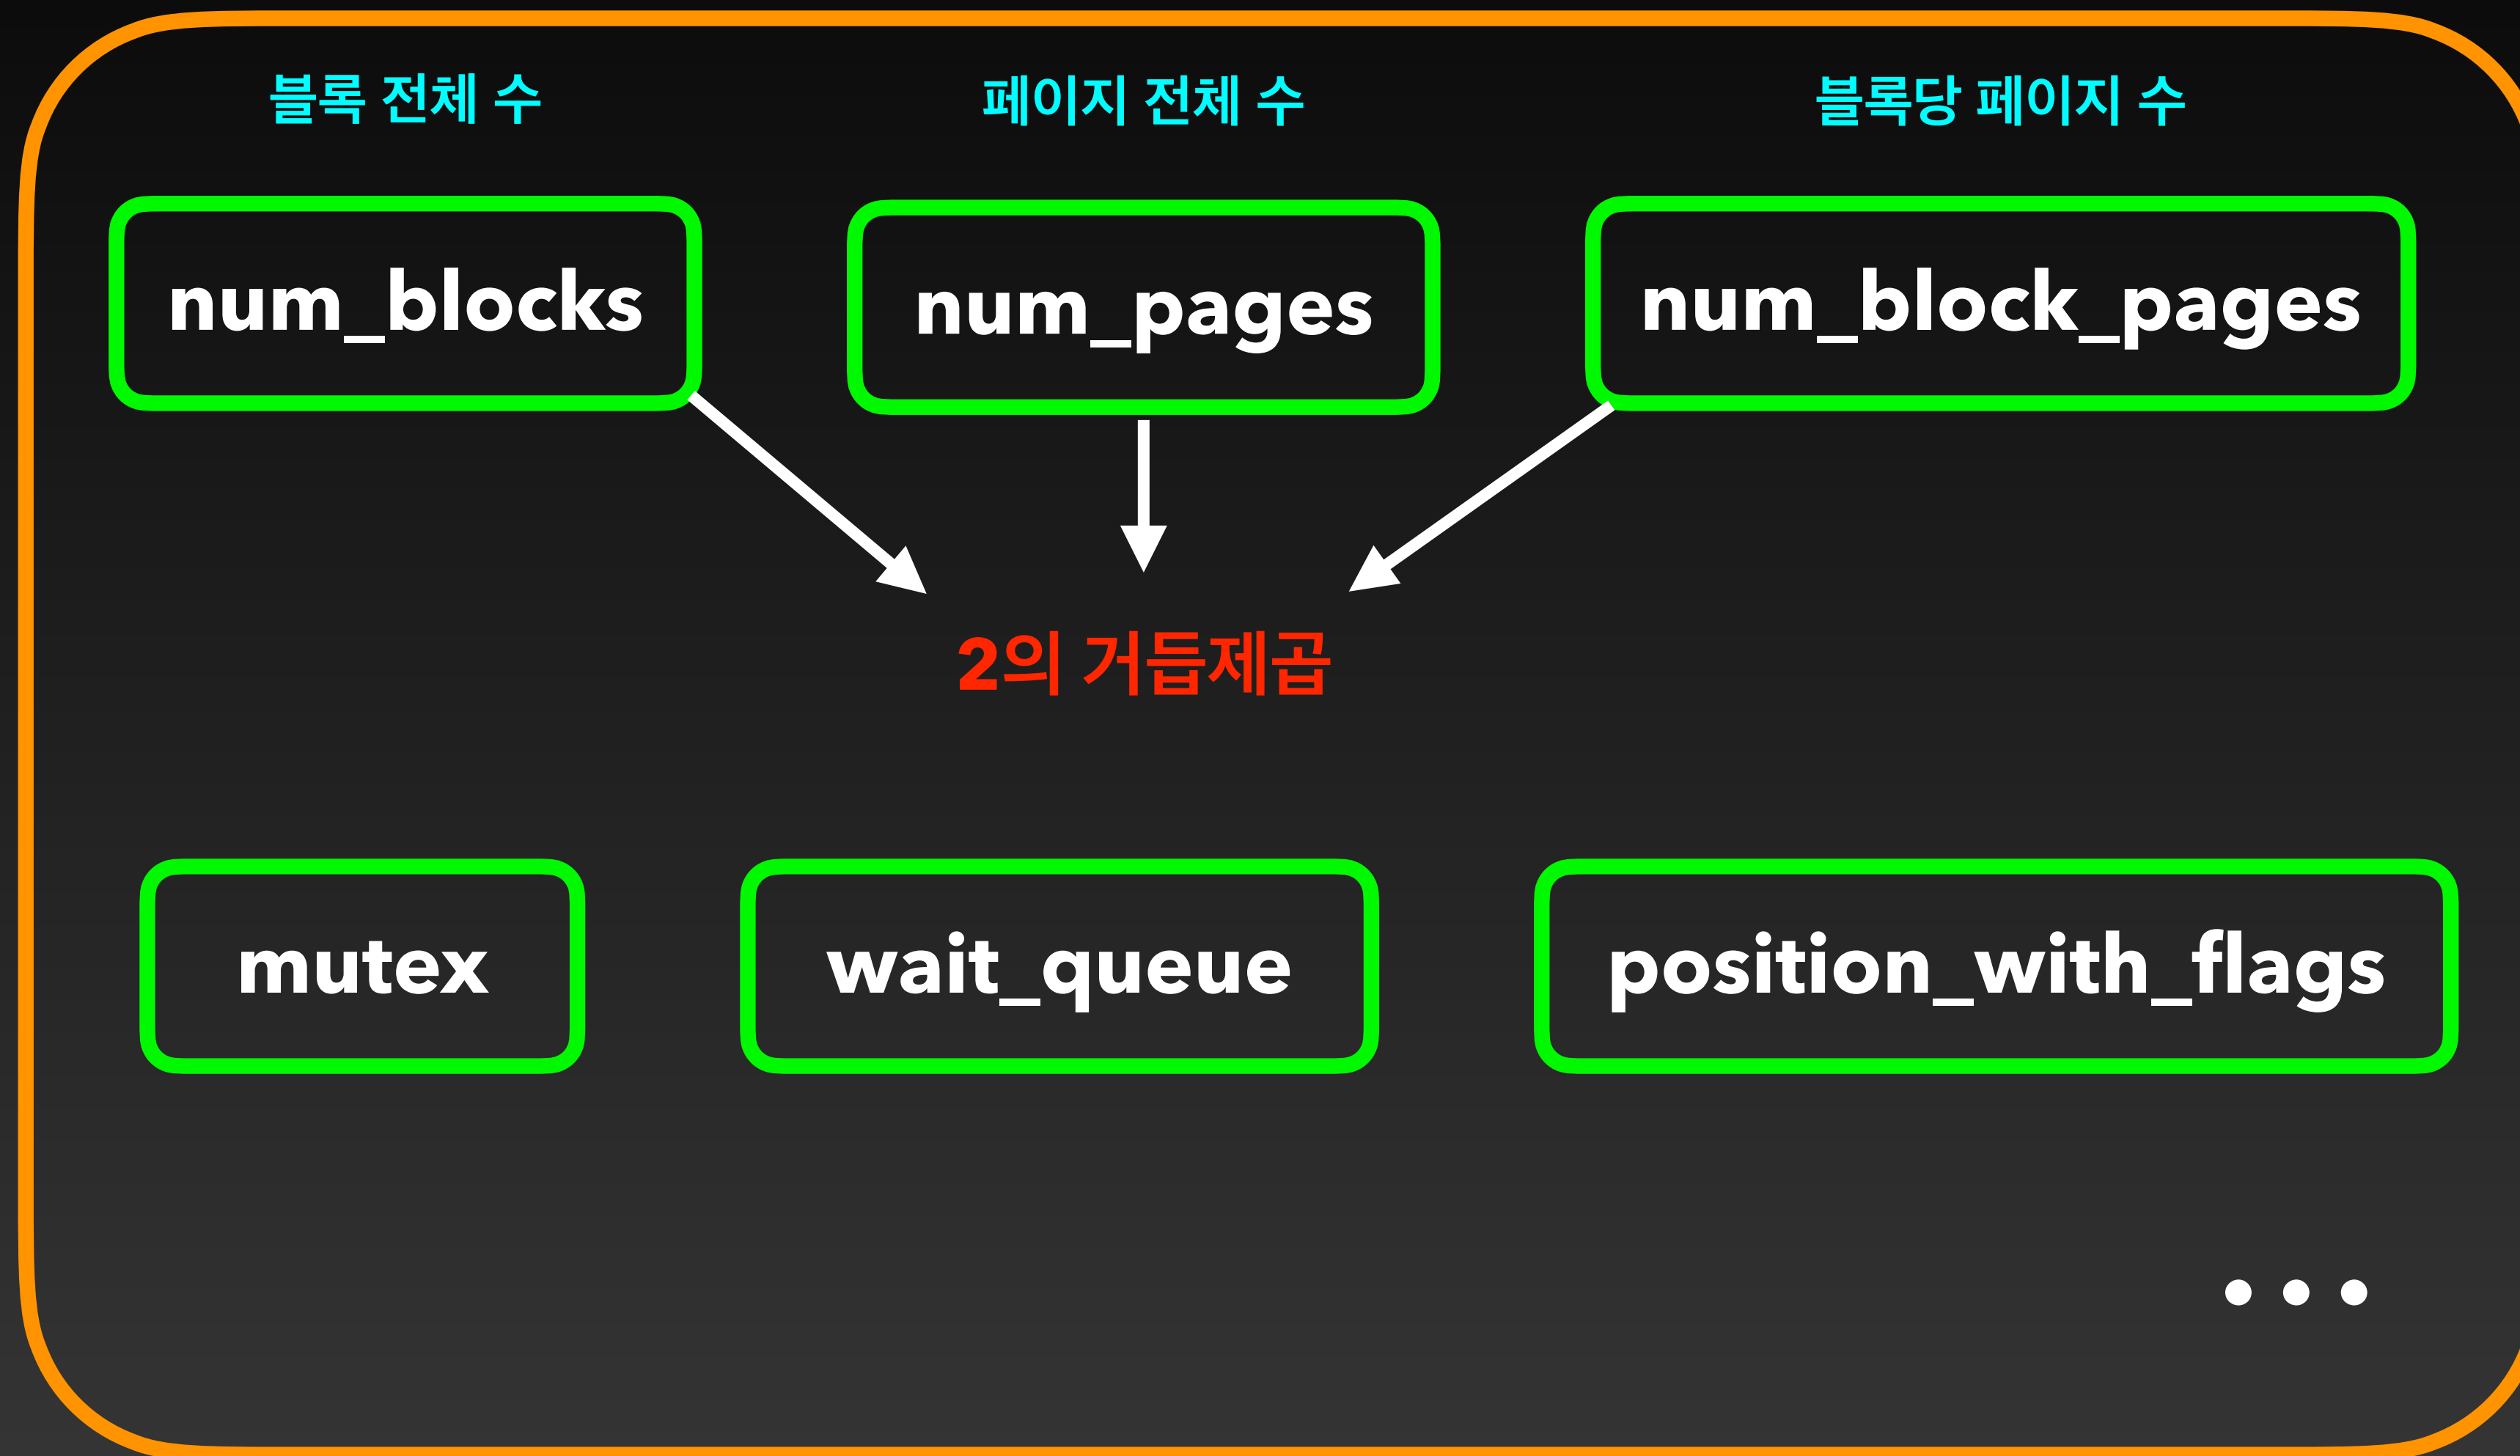 블록 전체 수
페이지 전체 수
블록당 페이지 수
num_blocks
num_pages
num_block_pages
2의 거듭제곱
mutex
wait_queue
position_with_flags
...